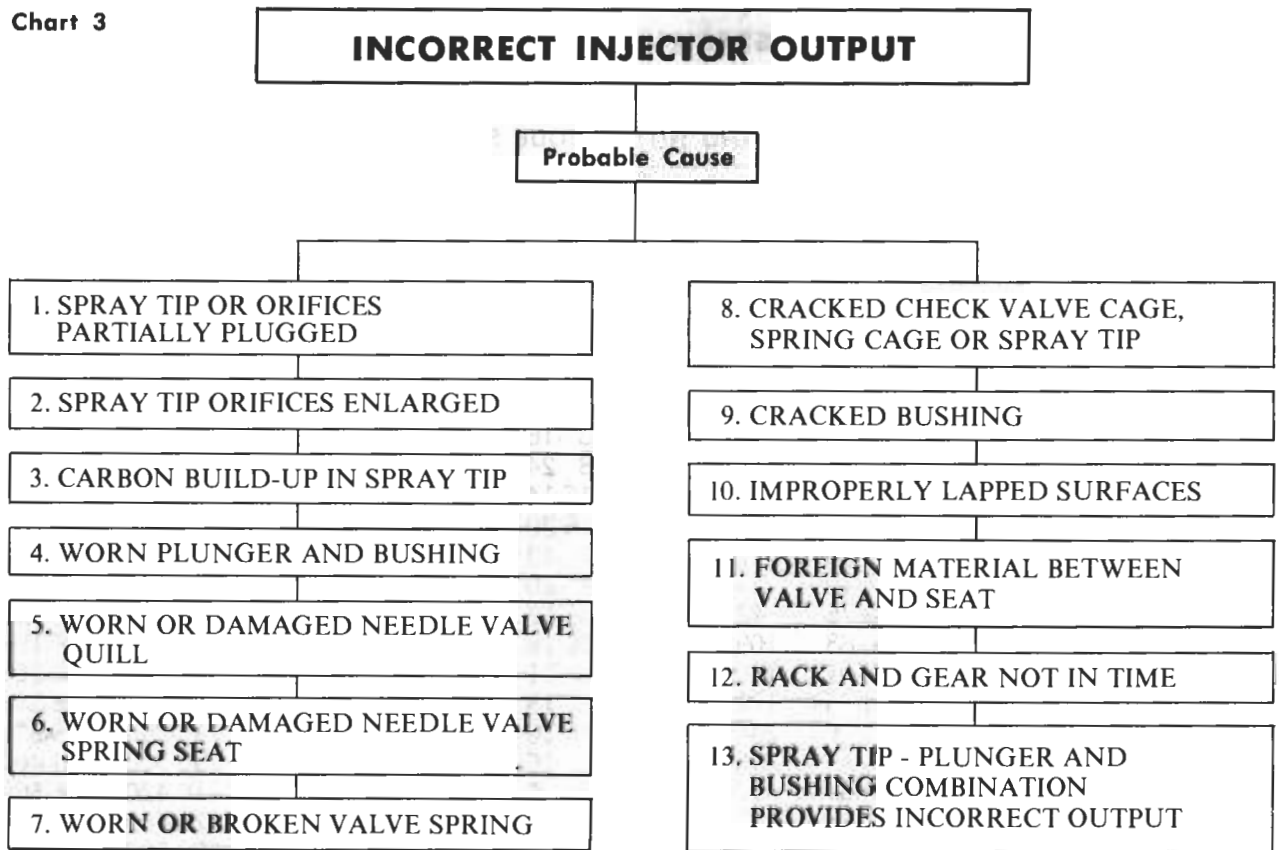 Chart 3
INCORRECT INJECTOR OUTPUT
Probable Cause
1. SPRAY TIP OR ORIFICES
PARTIALLY PLUGGED
2. SPRAY TIP ORIFICES ENLARGED
3. CARBON BUILD-UP IN SPRAY TIP
4. WORN PLUNGER AND BUSHING
5. WORN OR DAMAGED NEEDLE VALVE
QUILL
6. WORN OR DAMAGED NEEDLE VALVE
SPRING SEAT
7. WORN OR BROKEN VALVE SPRING
8. CRACKED CHECK VALVE CAGE,
SPRING CAGE OR SPRAY TIP
9. CRACKED BUSHING
10. IMPROPERLY LAPPED SURFACES
11. FOREIGN MATERIAL BETWEEN
VALVE AND SEAT
12. RACK AND GEAR NOT IN TIME
13. SPRAY TIP - PLUNGER AND
BUSHING COMBINATION
PROVIDES INCORRECT OUTPUT